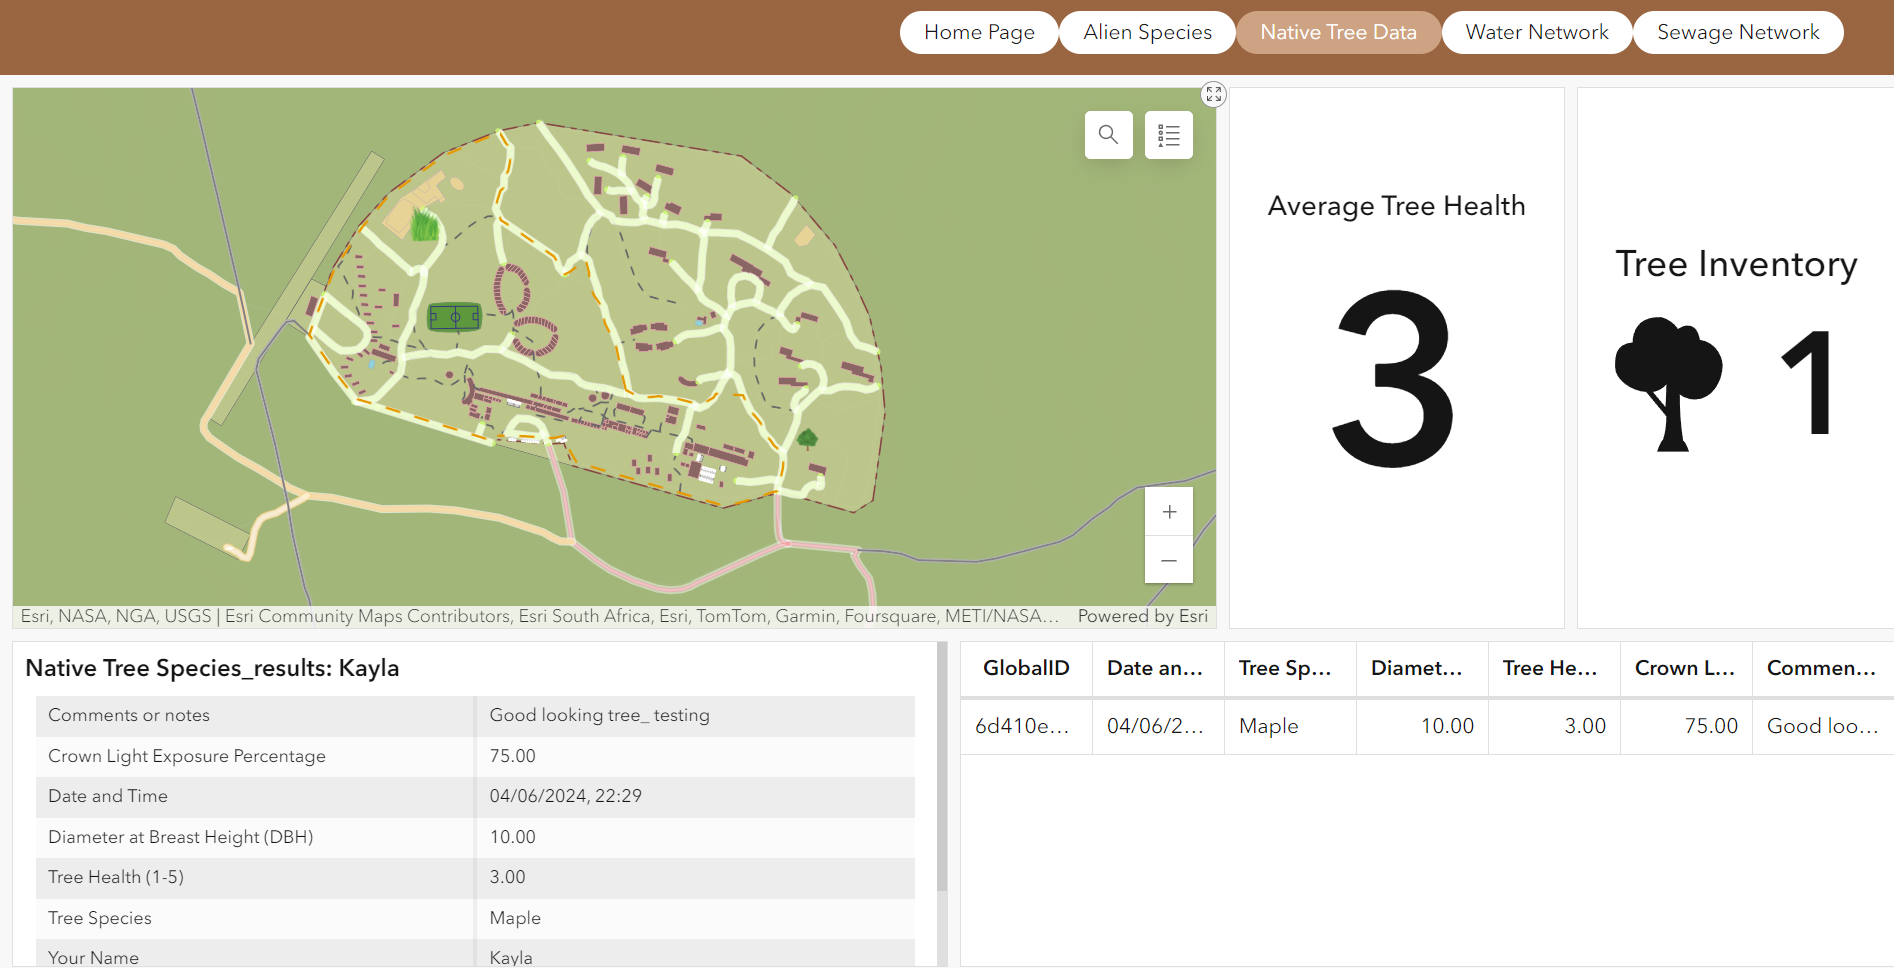 Home Page
Alien Species
Native Tree Data
Water Network
Sewage Network
Esri, NASA, NGA, USGS | Esri Community Maps Contributors, Esri South Africa, Esri, TomTom, Garmin, Foursquare, METI/NASA...
Powered by Esri
Average Tree Health
3
Tree Inventory
1
Native Tree Species_results: Kayla
Comments or notes Good looking tree_ testing
Crown Light Exposure Percentage 75.00
Date and Time 04/06/2024, 22:29
Diameter at Breast Height (DBH) 10.00
Tree Health (1-5) 3.00
Tree Species Maple
Your Name Kayla
GlobalID Date an... Tree Sp... Diamet... Tree He... Crown L... Commen...
6d410e... 04/06/2... Maple 10.00 3.00 75.00 Good loo...